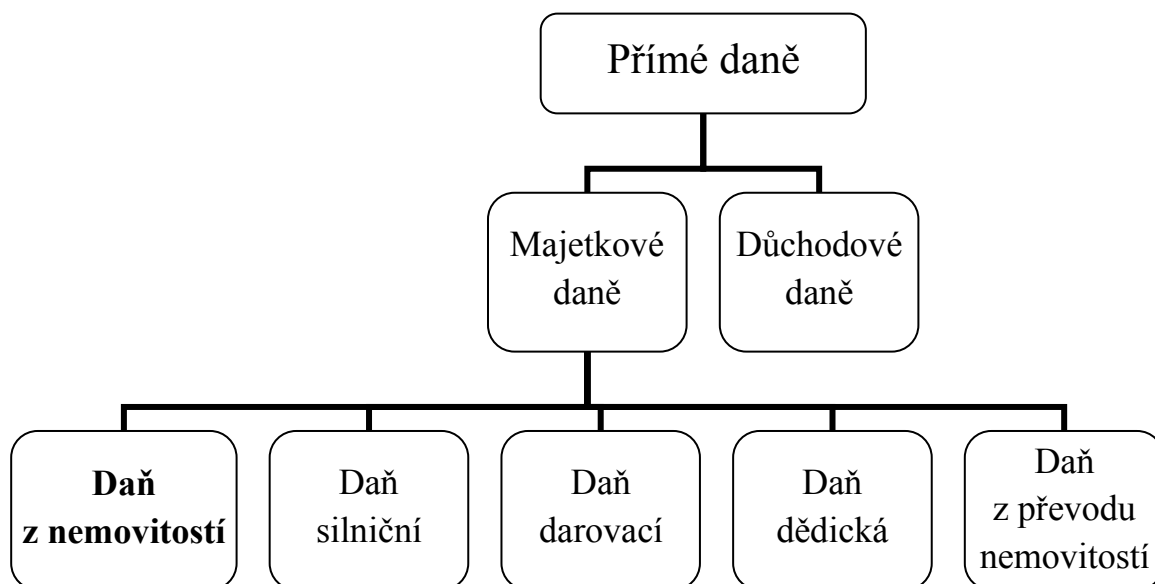 Přímé daně
Majetkové
daně
Důchodové
daně
Daň
z nemovitostí
Daň
silniční
Daň
darovací
Daň
dědická
Daň
z převodu
nemovitostí